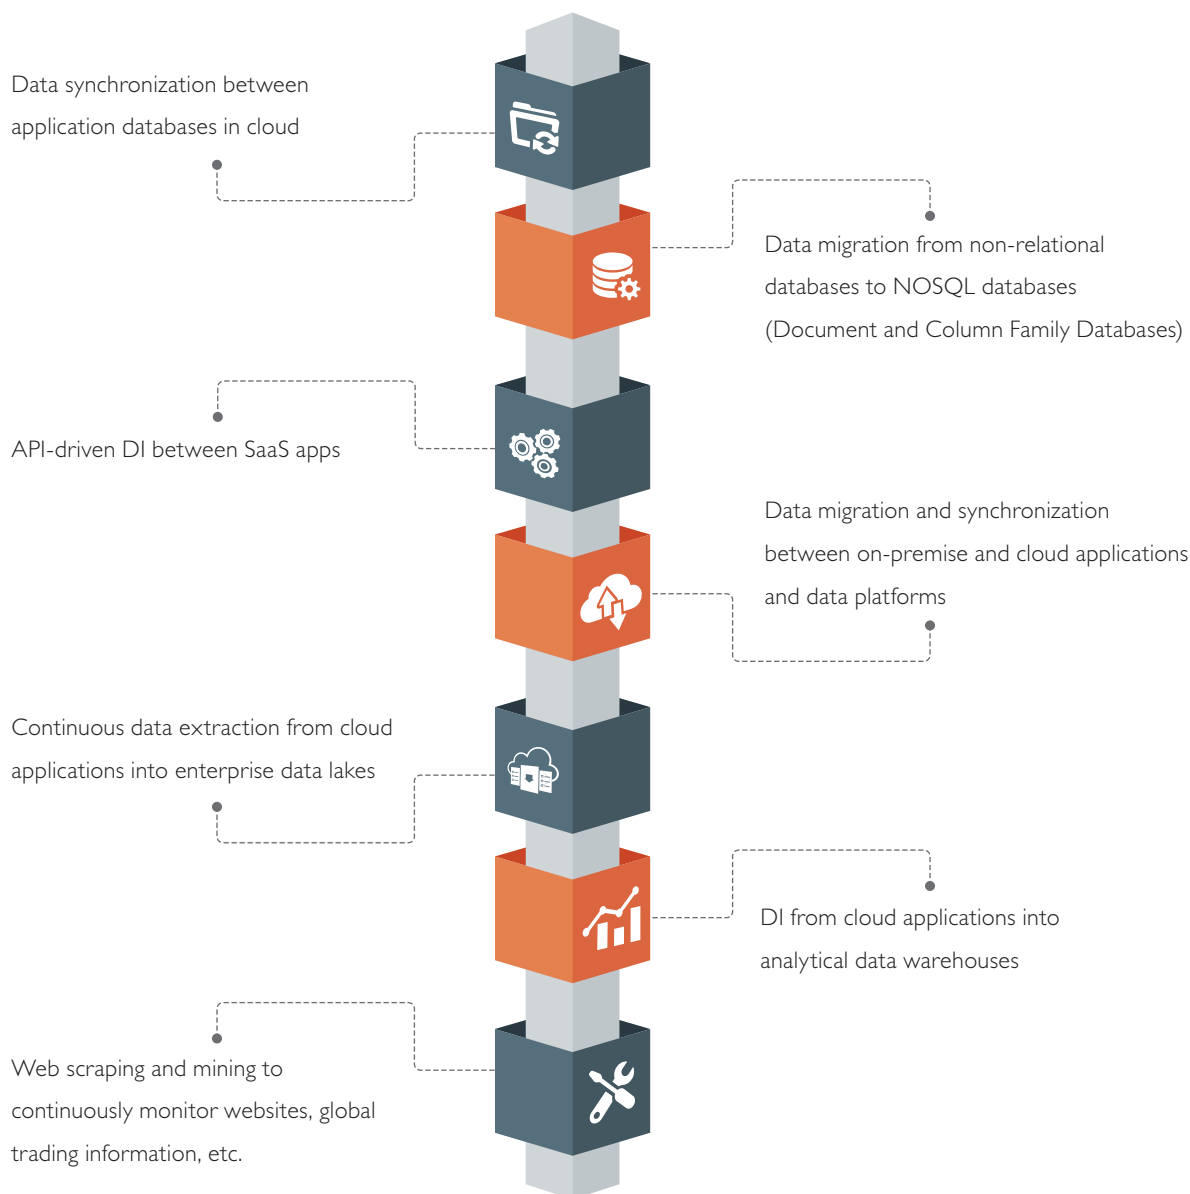 Data synchronization between
application databases in cloud
Data migration from non-relational
databases to NOSQL databases
(Document and Column Family Databases)
API-driven DI between SaaS apps
Data migration and synchronization
between on-premise and cloud applications
and data platforms
Continuous data extraction from cloud
applications into enterprise data lakes
DI from cloud applications into
analytical data warehouses
Web scraping and mining to
continuously monitor websites, global
trading information, etc.